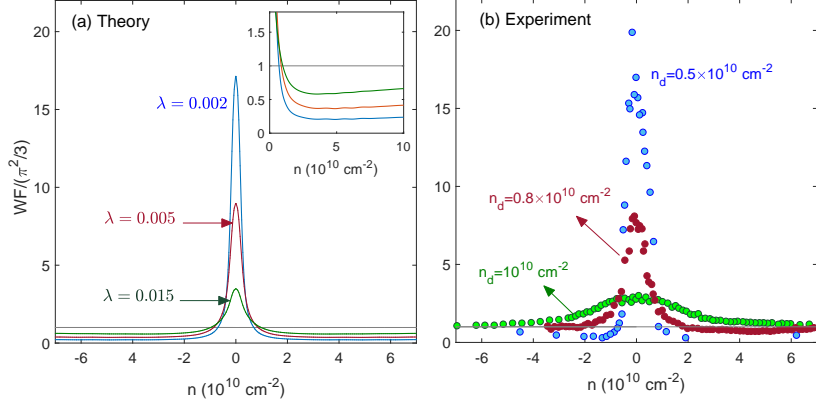 (a) Theory
WF/(π²/3)
20
15
10
5
0
-6
-4
-2
0
2
4
6
n (10¹⁰ cm⁻²)
λ = 0.002
λ = 0.005
λ = 0.015
2
1.5
1
0.5
0
0
5
10
n (10¹⁰ cm⁻²)
(b) Experiment
20
15
10
5
0
-6
-4
-2
0
2
4
6
n (10¹⁰ cm⁻²)
n_d=0.5×10¹⁰ cm⁻²
n_d=0.8×10¹⁰ cm⁻²
n_d=10¹⁰ cm⁻²